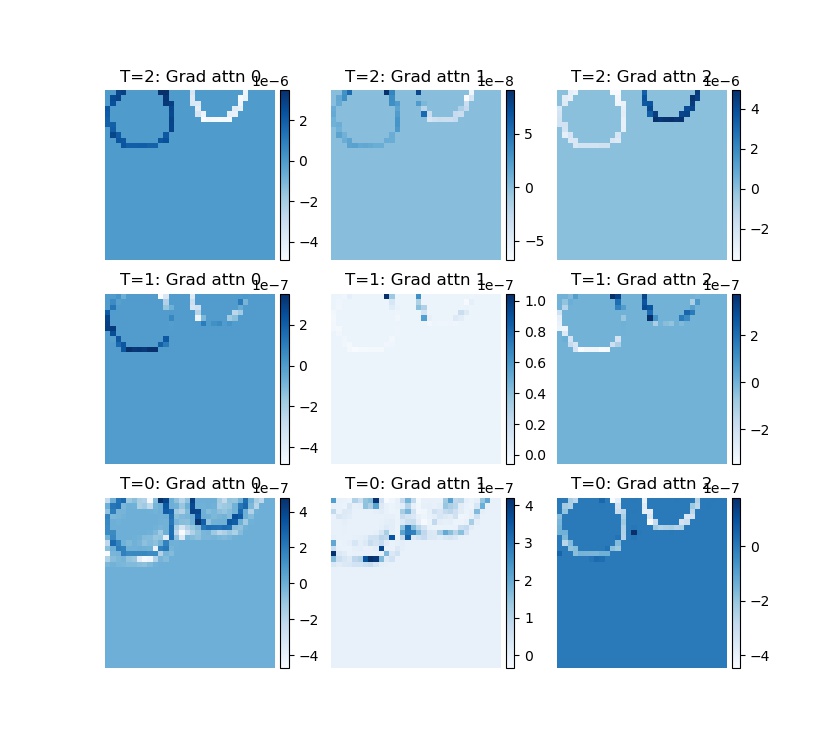 T=2: Grad attn 0
1e−6
2
0
−2
−4
T=2: Grad attn 1
1e−8
5
0
−5
T=2: Grad attn 2
1e−6
4
2
0
−2
T=1: Grad attn 0
1e−7
2
0
−2
−4
T=1: Grad attn 1
1e−7
1.0
0.8
0.6
0.4
0.2
0.0
T=1: Grad attn 2
1e−7
2
0
−2
T=0: Grad attn 0
1e−7
4
2
0
−2
−4
T=0: Grad attn 1
1e−7
4
3
2
1
0
T=0: Grad attn 2
1e−7
0
−2
−4